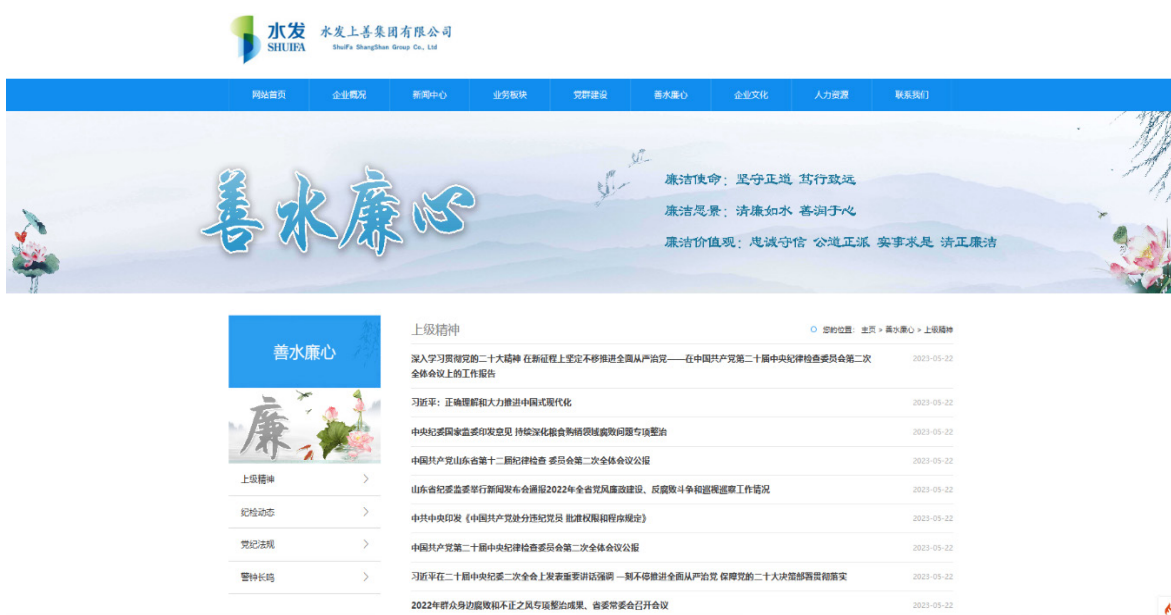 水发
SHUIFA
水发上善集团有限公司
ShuiFa ShangShan Group Co., Ltd
网站首页 企业概况 新闻中心 业务板块 党群建设 善水廉心 企业文化 人力资源 联系我们
善水廉心
廉洁使命：坚守正道 笃行致远
廉洁愿景：清廉如水 善润于心
廉洁价值观：忠诚守信 公道正派 实事求是 清正廉洁
善水廉心
廉
上级精神
纪检动态
党纪法规
警钟长鸣
上级精神
您的位置: 主页 > 善水廉心 > 上级精神
深入学习贯彻党的二十大精神 在新征程上坚定不移推进全面从严治党——在中国共产党第二十届中央纪律检查委员会第二次 2023-05-22
全体会议上的工作报告
习近平：正确理解和大力推进中国式现代化 2023-05-22
中央纪委国家监委印发意见 持续深化粮食购销领域腐败问题专项整治 2023-05-22
中国共产党山东省第十二届纪律检查 委员会第二次全体会议公报 2023-05-22
山东省纪委监委举行新闻发布会通报2022年全省党风廉政建设、反腐败斗争和巡视巡察工作情况 2023-05-22
中共中央印发《中国共产党处分违纪党员 批准权限和程序规定》 2023-05-22
中国共产党第二十届中央纪律检查委员会第二次全体会议公报 2023-05-22
习近平在二十届中央纪委二次全会上发表重要讲话强调 一刻不停推进全面从严治党 保障党的二十大决策部署贯彻落实 2023-05-22
2022年群众身边腐败和不正之风专项整治成果，省委常委会召开会议 2023-05-22